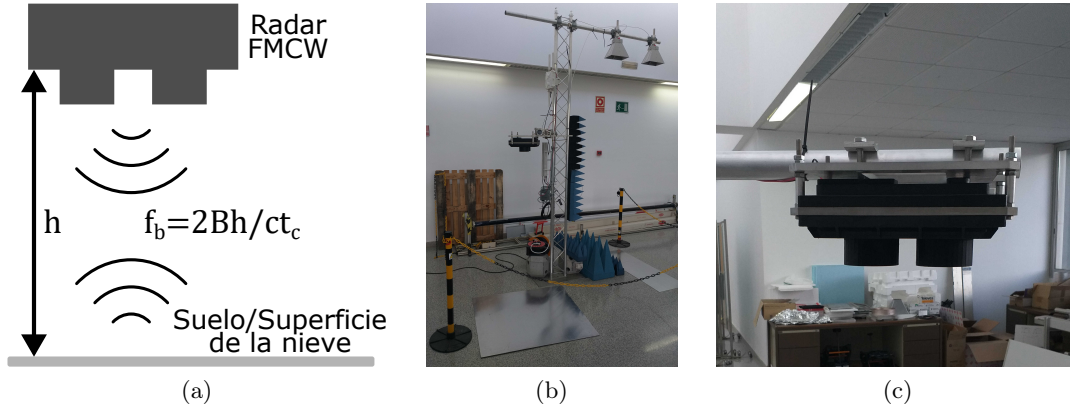 Radar
FMCW
h
f_b=2Bh/ct_c
Suelo/Superficie
de la nieve
(a)
(b)
(c)